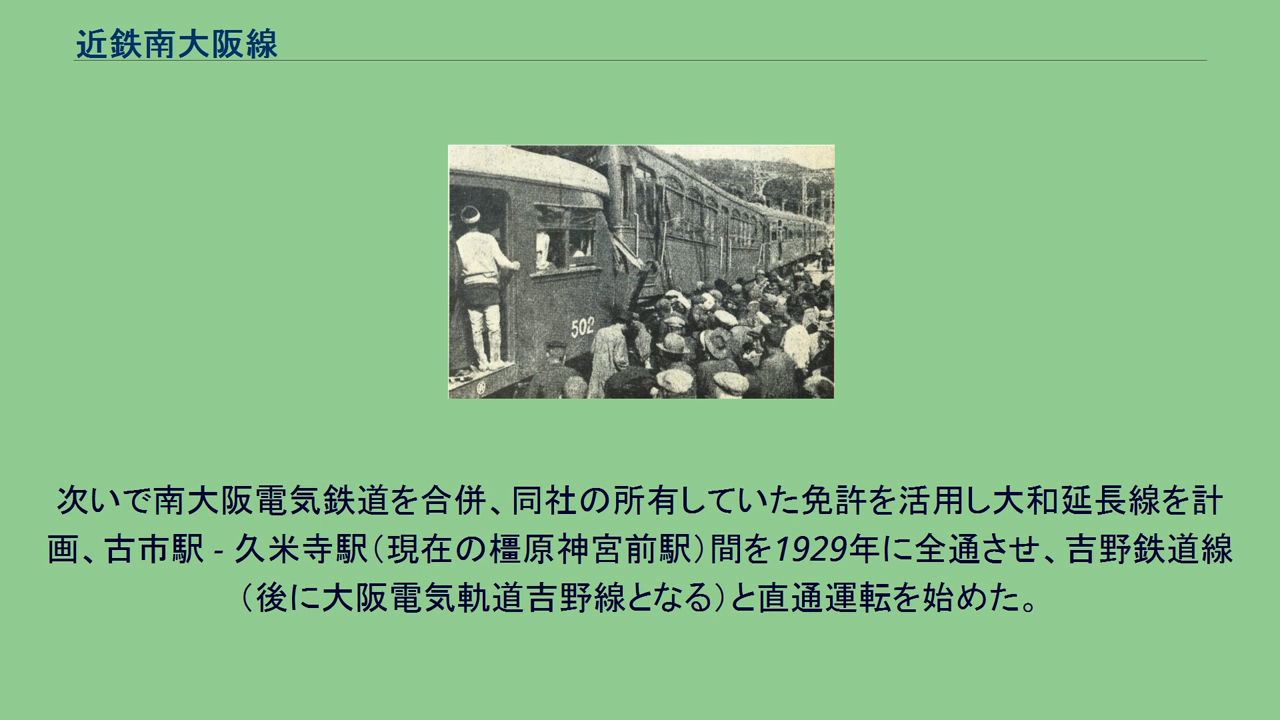 近鉄南大阪線
502
次いで南大阪電気鉄道を合併、同社の所有していた免許を活用し大和延長線を計
画、古市駅 - 久米寺駅（現在の橿原神宮前駅）間を1929年に全通させ、吉野鉄道線
（後に大阪電気軌道吉野線となる）と直通運転を始めた。